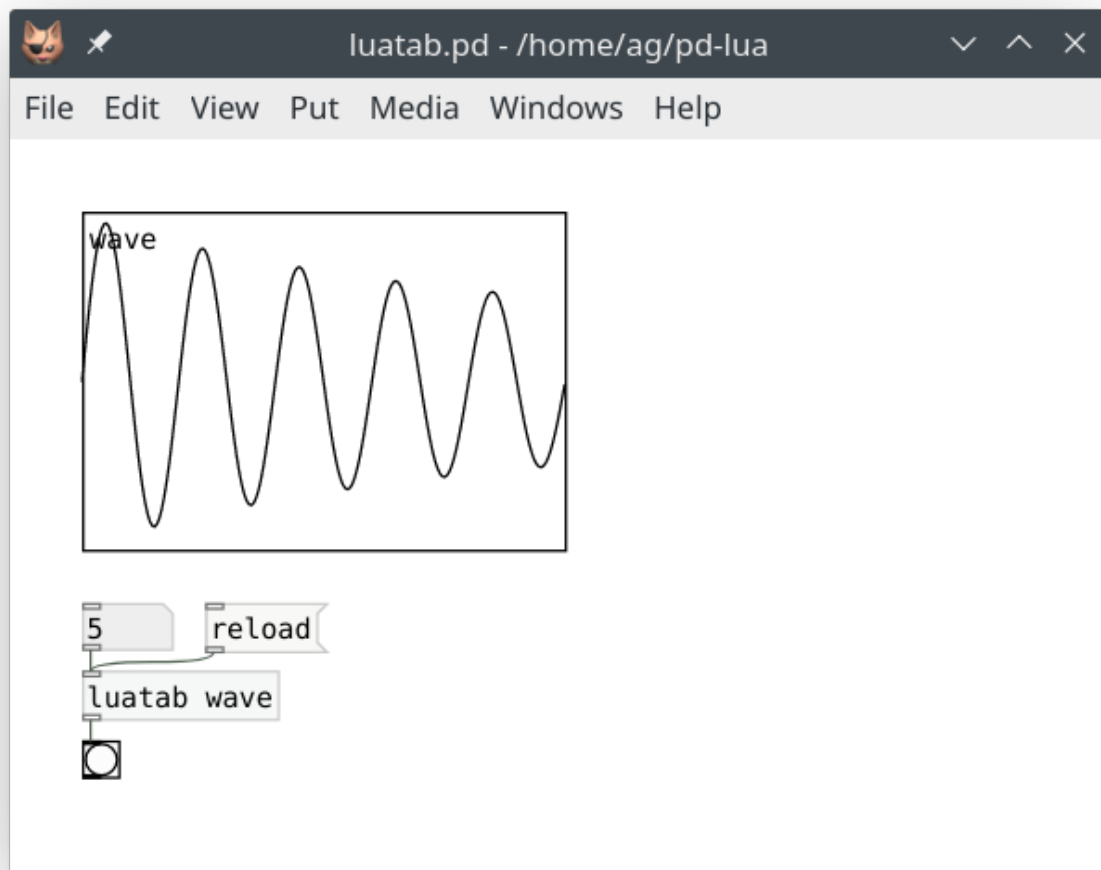 luatab.pd - /home/ag/pd-lua
File Edit View Put Media Windows Help
wave
5 reload
luatab wave